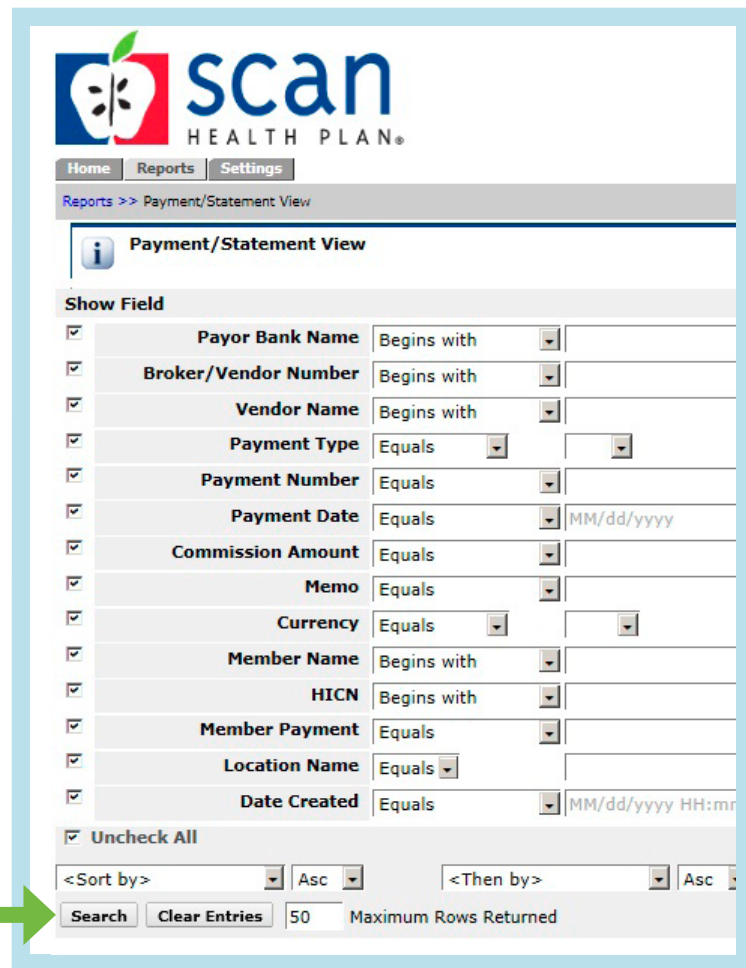 scan
HEALTH PLAN®
Home Reports Settings
Reports >> Payment/Statement View
i Payment/Statement View
Show Field
Payor Bank Name Begins with
Broker/Vendor Number Begins with
Vendor Name Begins with
Payment Type Equals
Payment Number Equals
Payment Date Equals MM/dd/yyyy
Commission Amount Equals
Memo Equals
Currency Equals
Member Name Begins with
HICN Begins with
Member Payment Equals
Location Name Equals
Date Created Equals MM/dd/yyyy HH:mm
Uncheck All
<Sort by> Asc <Then by> Asc
Search Clear Entries 50 Maximum Rows Returned